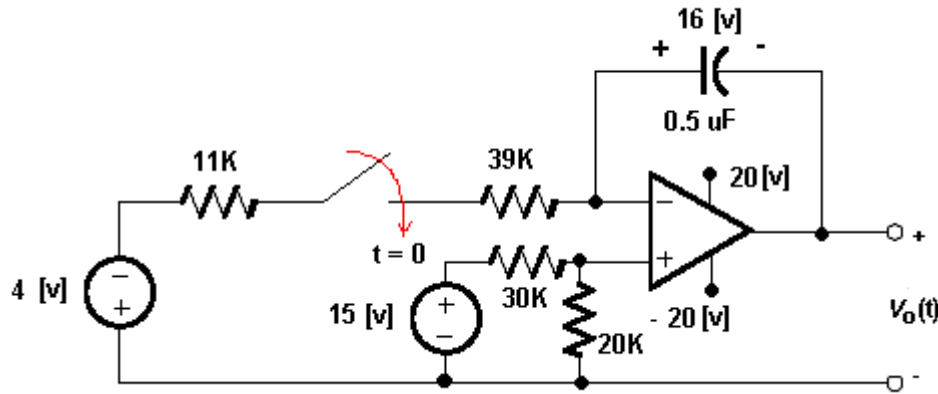 16 [v]
+ -
0.5 uF
11K
39K
20 [v]
−
+
t = 0
30K
4 [v]
−
+
15 [v]
+
−
- 20 [v]
20K
+
Vo(t)
-